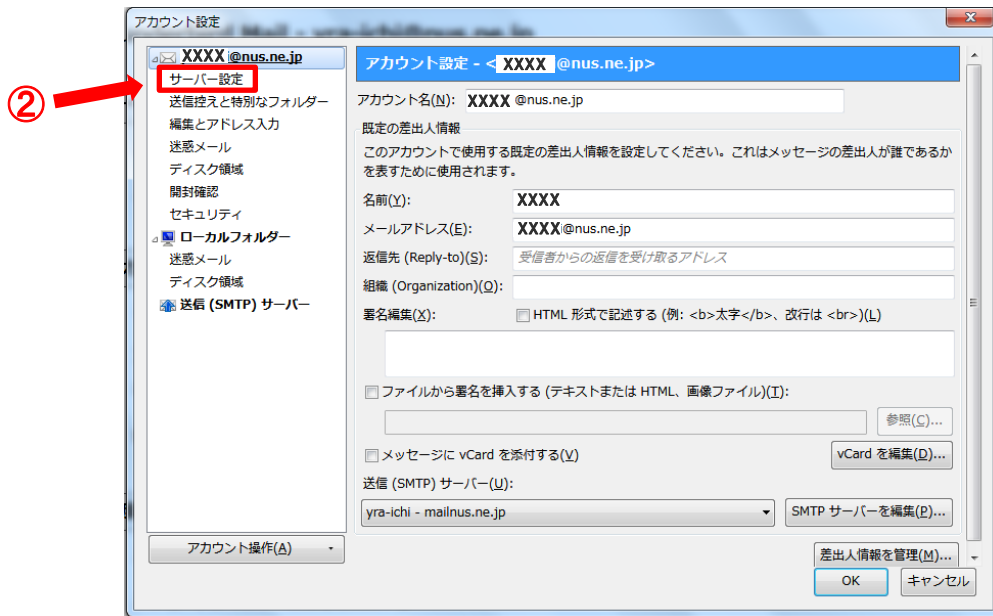 アカウント設定
XXXX @nus.ne.jp
サーバー設定
②
送信控えと特別なフォルダー
編集とアドレス入力
迷惑メール
ディスク領域
開封確認
セキュリティ
ローカルフォルダー
迷惑メール
ディスク領域
送信 (SMTP) サーバー
アカウント操作(A)
アカウント設定 - < XXXX @nus.ne.jp>
アカウント名(N): XXXX @nus.ne.jp
既定の差出人情報
このアカウントで使用する既定の差出人情報を設定してください。これはメッセージの差出人が誰であるか
を表すために使用されます。
名前(Y): XXXX
メールアドレス(E): XXXX@nus.ne.jp
返信先 (Reply-to)(S): 受信者からの返信を受け取るアドレス
組織 (Organization)(O):
署名編集(X): HTML 形式で記述する (例: <b>太字</b>、改行は <br>)(L)
ファイルから署名を挿入する (テキストまたは HTML、画像ファイル)(T):
参照(C)...
メッセージに vCard を添付する(V) vCard を編集(D)...
送信 (SMTP) サーバー(U):
yra-ichi - mailnus.ne.jp SMTP サーバーを編集(P)...
差出人情報を管理(M)...
OK キャンセル